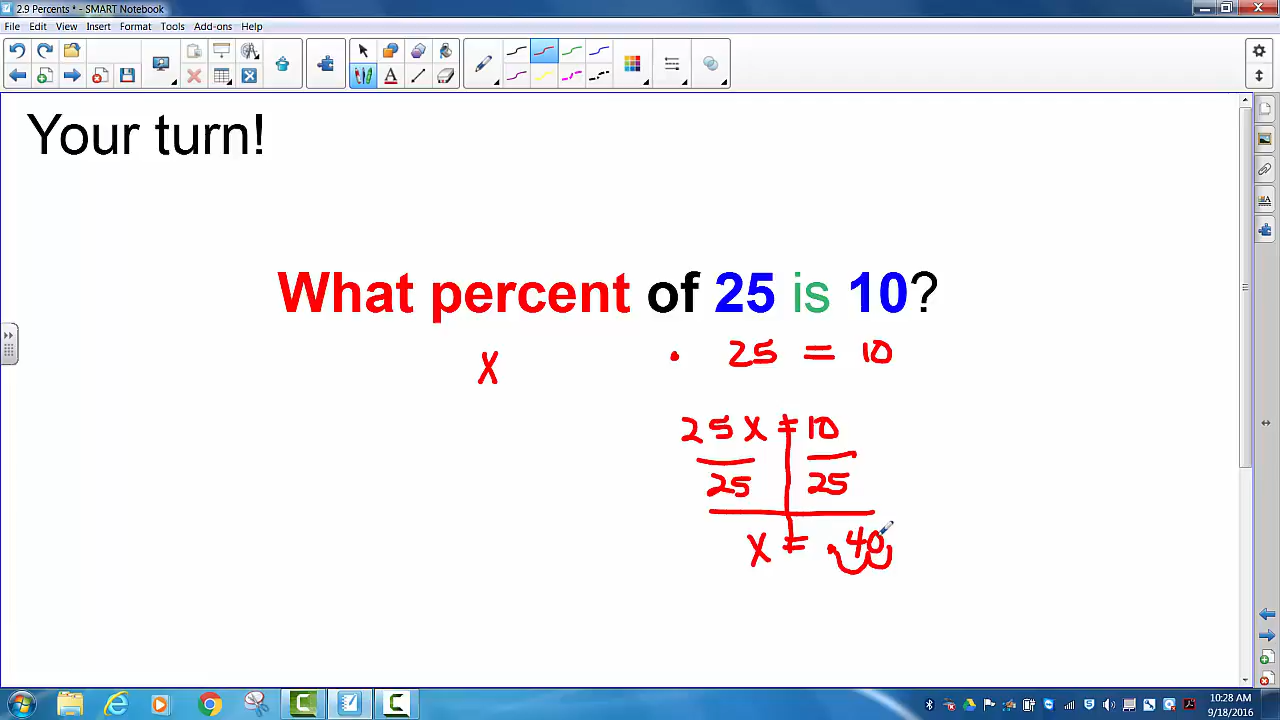 2.9 Percents * - SMART Notebook
File Edit View Insert Format Tools Add-ons Help
Your turn!
What percent of 25 is 10?
x · 25 = 10
25x = 10
25 25
x = .40
10:28 AM
9/18/2016